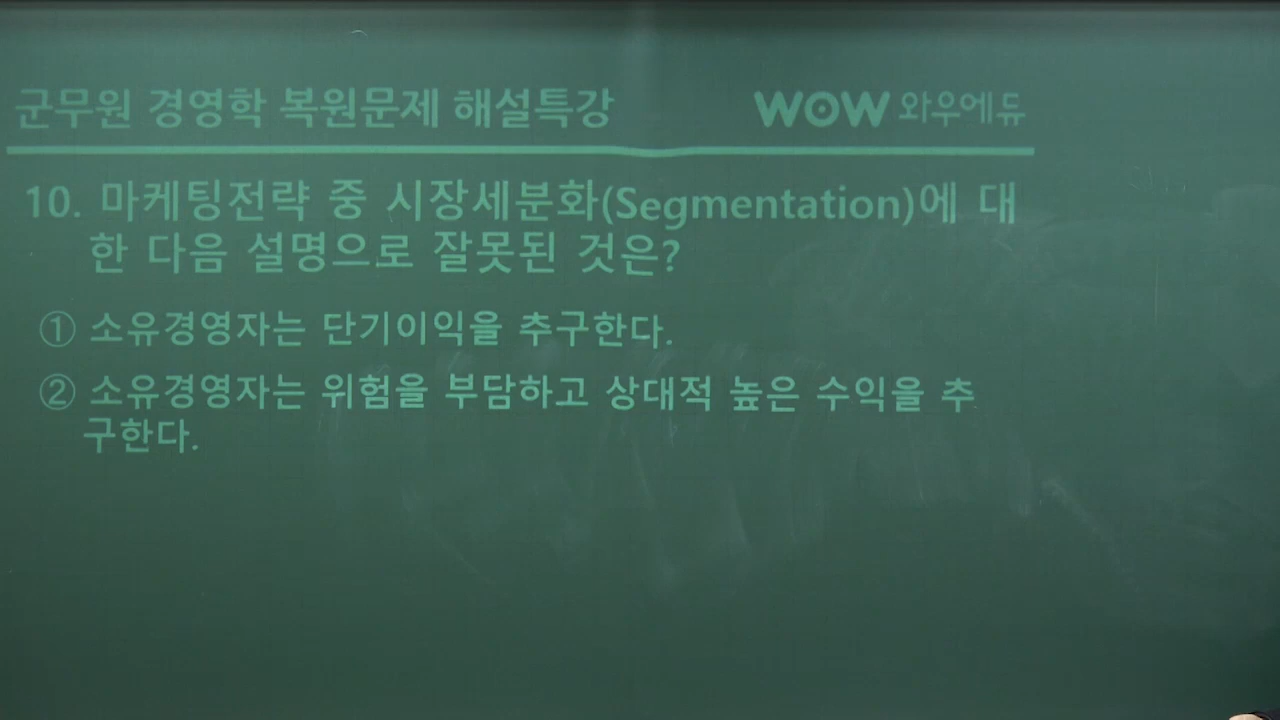 군무원 경영학 복원문제 해설특강
WOW 와우에듀
10. 마케팅전략 중 시장세분화(Segmentation)에 대
한 다음 설명으로 잘못된 것은?
① 소유경영자는 단기이익을 추구한다.
② 소유경영자는 위험을 부담하고 상대적 높은 수익을 추
구한다.